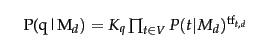 P(q|M_d) = K_q ∏_{t∈V} P(t|M_d)^{tf_{t,d}}